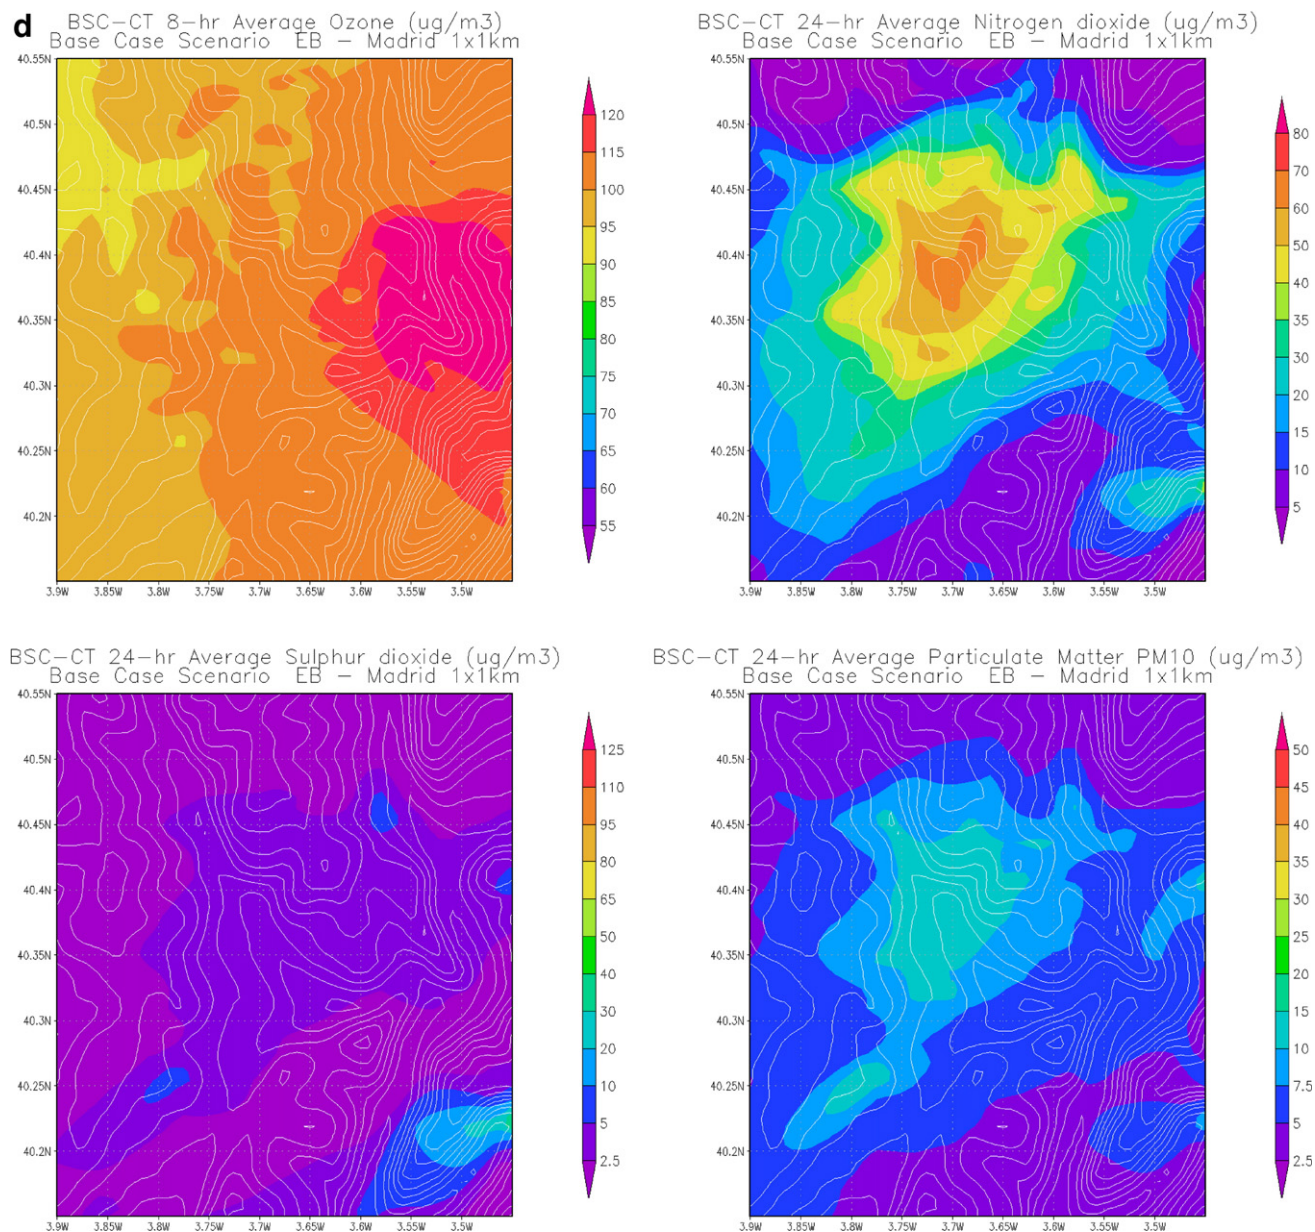 d
BSC-CT 8-hr Average Ozone (ug/m3)
Base Case Scenario EB - Madrid 1x1km
40.55N
40.5N
40.45N
40.4N
40.35N
40.3N
40.25N
40.2N
3.9W 3.85W 3.8W 3.75W 3.7W 3.65W 3.6W 3.55W 3.5W
120
115
100
95
90
85
80
75
70
65
60
55
BSC-CT 24-hr Average Nitrogen dioxide (ug/m3)
Base Case Scenario EB - Madrid 1x1km
40.55N
40.5N
40.45N
40.4N
40.35N
40.3N
40.25N
40.2N
3.9W 3.85W 3.8W 3.75W 3.7W 3.65W 3.6W 3.55W 3.5W
80
70
60
50
45
40
35
30
20
15
10
5
BSC-CT 24-hr Average Sulphur dioxide (ug/m3)
Base Case Scenario EB - Madrid 1x1km
40.55N
40.5N
40.45N
40.4N
40.35N
40.3N
40.25N
40.2N
3.9W 3.85W 3.8W 3.75W 3.7W 3.65W 3.6W 3.55W 3.5W
125
110
95
80
65
50
40
30
20
10
5
2.5
BSC-CT 24-hr Average Particulate Matter PM10 (ug/m3)
Base Case Scenario EB - Madrid 1x1km
40.55N
40.5N
40.45N
40.4N
40.35N
40.3N
40.25N
40.2N
3.9W 3.85W 3.8W 3.75W 3.7W 3.65W 3.6W 3.55W 3.5W
50
45
40
35
30
25
20
15
10
7.5
5
2.5